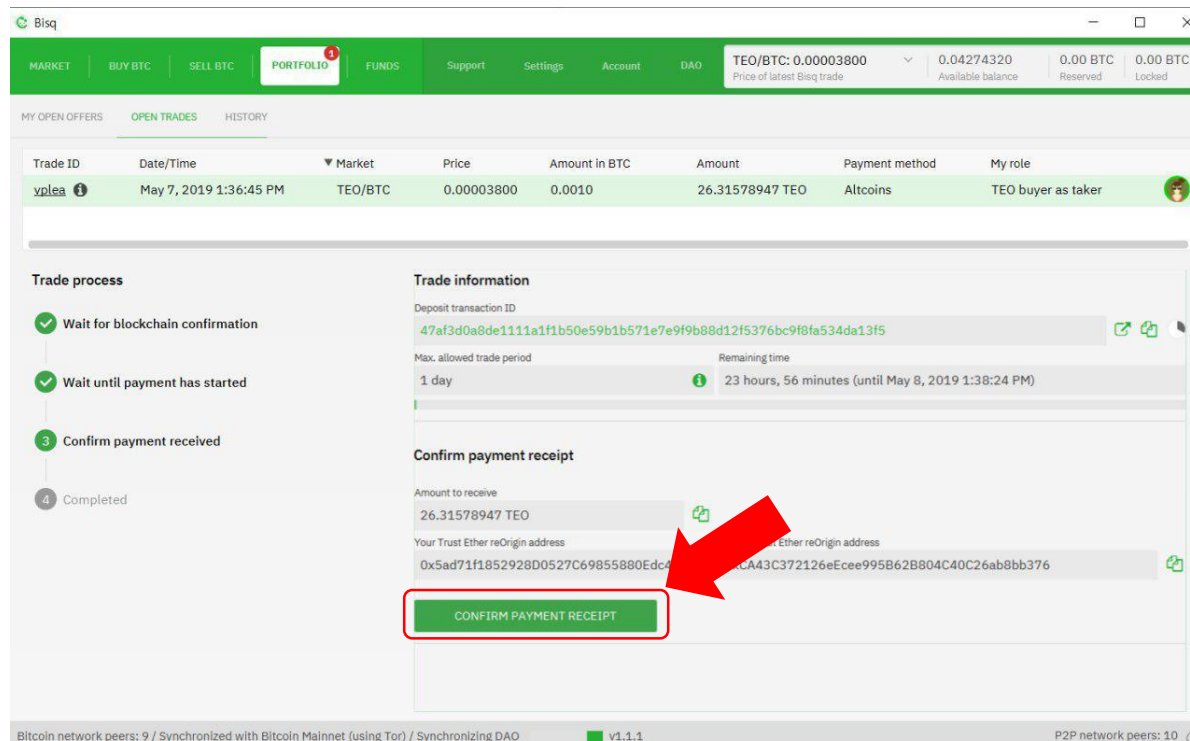 Bisq
MARKET BUY BTC SELL BTC PORTFOLIO 1 FUNDS Support Settings Account DAO TEO/BTC: 0.00003800 0.04274320 0.00 BTC 0.00 BTC
Price of latest Bisq trade Available balance Reserved Locked
MY OPEN OFFERS OPEN TRADES HISTORY
Trade ID Date/Time ▼ Market Price Amount in BTC Amount Payment method My role
vplea May 7, 2019 1:36:45 PM TEO/BTC 0.00003800 0.0010 26.31578947 TEO Altcoins TEO buyer as taker
Trade process
Wait for blockchain confirmation
Wait until payment has started
3 Confirm payment received
4 Completed
Trade information
Deposit transaction ID
47af3d0a8de1111a1f1b50e59b1b571e7e9f9b88d12f5376bc9f8fa534da13f5
Max. allowed trade period Remaining time
1 day 23 hours, 56 minutes (until May 8, 2019 1:38:24 PM)
Confirm payment receipt
Amount to receive
26.31578947 TEO
Your Trust Ether reOrigin address Ether reOrigin address
0x5ad71f1852928D0527C69855880Edc4 CA43C372126eEcee995B62B804C40C26ab8bb376
CONFIRM PAYMENT RECEIPT
Bitcoin network peers: 9 / Synchronized with Bitcoin Mainnet (using Tor) / Synchronizing DAO v1.1.1 P2P network peers: 10